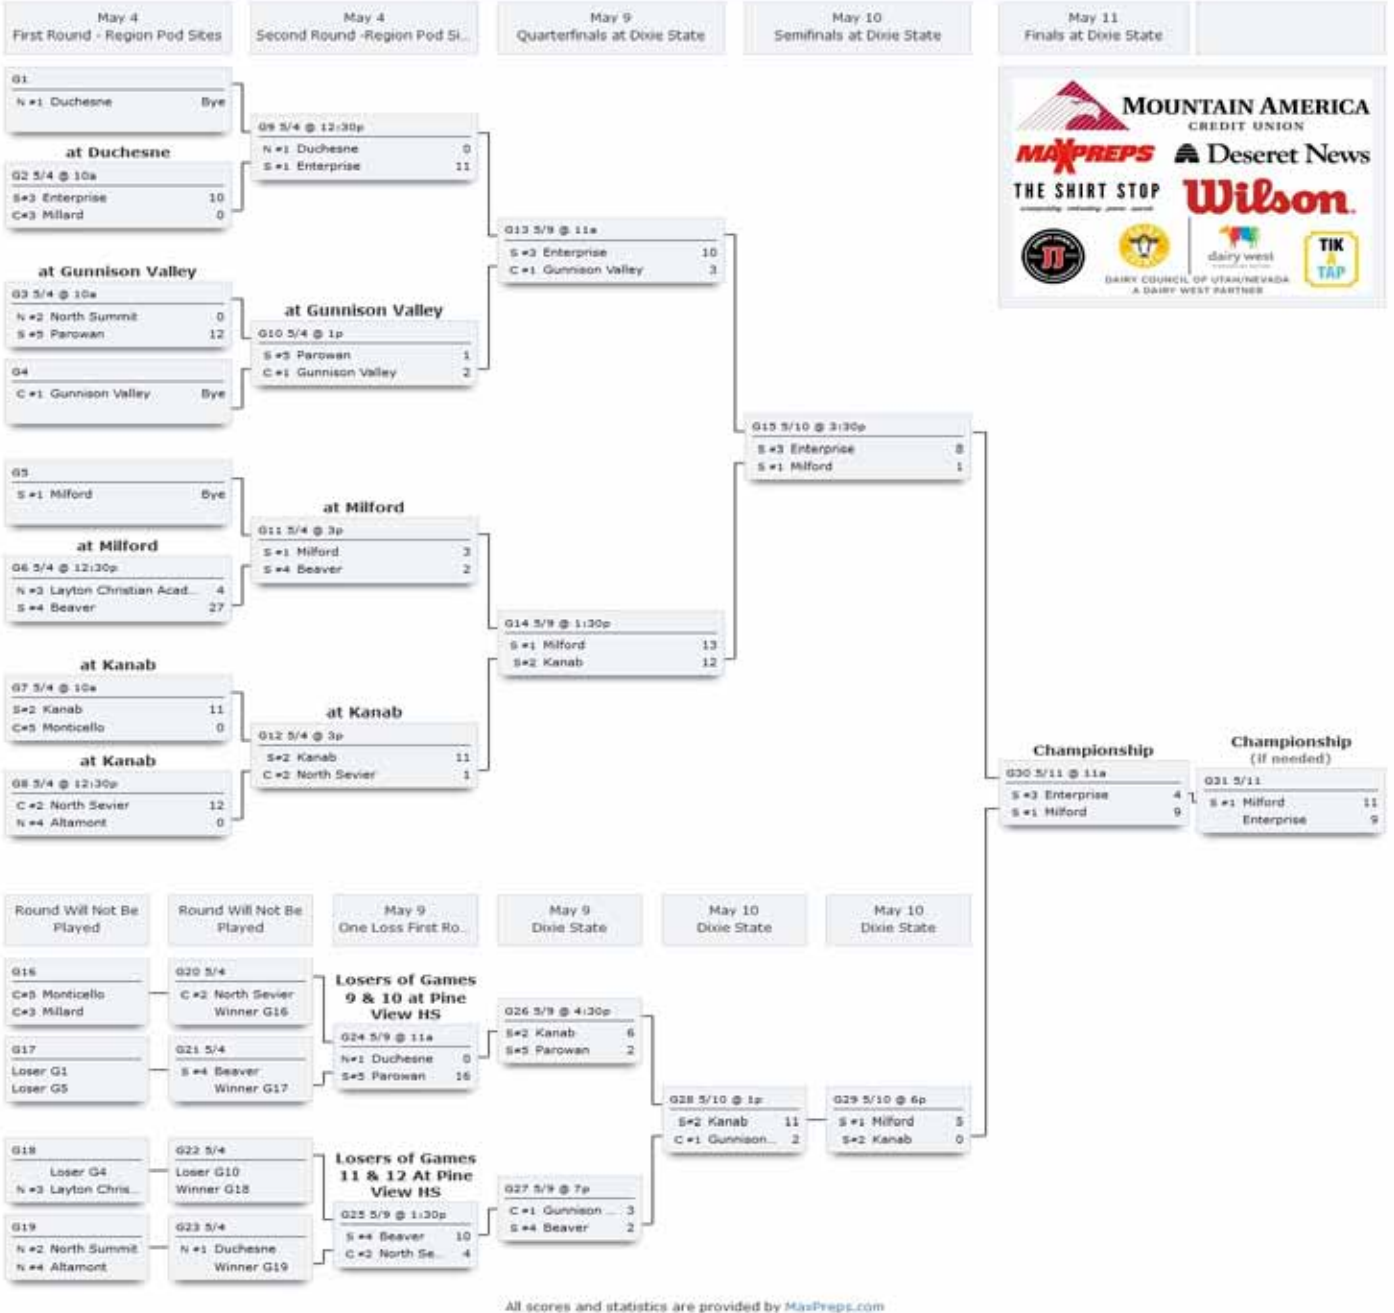 May 4
First Round - Region Pod Sites
May 4
Second Round -Region Pod Si...
May 9
Quarterfinals at Dixie State
May 10
Semifinals at Dixie State
May 11
Finals at Dixie State
G1
N #1 Duchesne Bye
at Duchesne
G2 5/4 @ 10a
S#3 Enterprise 10
C#3 Millard 0
at Gunnison Valley
G3 5/4 @ 10a
N #2 North Summit 0
S #5 Parowan 12
G4
C #1 Gunnison Valley Bye
G5
S #1 Milford Bye
at Milford
G6 5/4 @ 12:30p
N #3 Layton Christian Acad... 4
S #4 Beaver 27
at Kanab
G7 5/4 @ 10a
S#2 Kanab 11
C#5 Monticello 0
at Kanab
G8 5/4 @ 12:30p
C #2 North Sevier 12
N #4 Altamont 0
G9 5/4 @ 12:30p
N #1 Duchesne 0
S #1 Enterprise 11
at Gunnison Valley
G10 5/4 @ 1p
S #5 Parowan 1
C #1 Gunnison Valley 2
at Milford
G11 5/4 @ 3p
S #1 Milford 3
S #4 Beaver 2
at Kanab
G12 5/4 @ 3p
S#2 Kanab 11
C #2 North Sevier 1
G13 5/9 @ 11a
S #3 Enterprise 10
C #1 Gunnison Valley 3
G14 5/9 @ 1:30p
S #1 Milford 13
S#2 Kanab 12
G15 5/10 @ 3:30p
S #3 Enterprise 8
S #1 Milford 1
MOUNTAIN AMERICA
CREDIT UNION
MAXPREPS
Deseret News
THE SHIRT STOP
Wilson.
JJ
dairy west
DAIRY COUNCIL OF UTAH/NEVADA
A DAIRY WEST PARTNER
TIK
A
TAP
Championship
G30 5/11 @ 11a
S #3 Enterprise 4
S #1 Milford 9
Championship
(if needed)
G31 5/11
S #1 Milford 11
Enterprise 9
Round Will Not Be
Played
Round Will Not Be
Played
May 9
One Loss First Ro...
May 9
Dixie State
May 10
Dixie State
May 10
Dixie State
G16
C#5 Monticello
C#3 Millard
G17
Loser G1
Loser G5
G18
Loser G4
N #3 Layton Chris...
G19
N #2 North Summit
N #4 Altamont
G20 5/4
C #2 North Sevier
Winner G16
G21 5/4
S #4 Beaver
Winner G17
G22 5/4
Loser G10
Winner G18
G23 5/4
N #1 Duchesne
Winner G19
Losers of Games
9 & 10 at Pine
View HS
G24 5/9 @ 11a
N#1 Duchesne 0
S#5 Parowan 16
Losers of Games
11 & 12 At Pine
View HS
G25 5/9 @ 1:30p
S #4 Beaver 10
C #2 North Se... 4
G26 5/9 @ 4:30p
S#2 Kanab 6
S#5 Parowan 2
G27 5/9 @ 7p
C #1 Gunnison ... 3
S #4 Beaver 2
G28 5/10 @ 1p
S#2 Kanab 11
C #1 Gunnison... 2
G29 5/10 @ 6p
S #1 Milford 5
S#2 Kanab 0
All scores and statistics are provided by MaxPreps.com